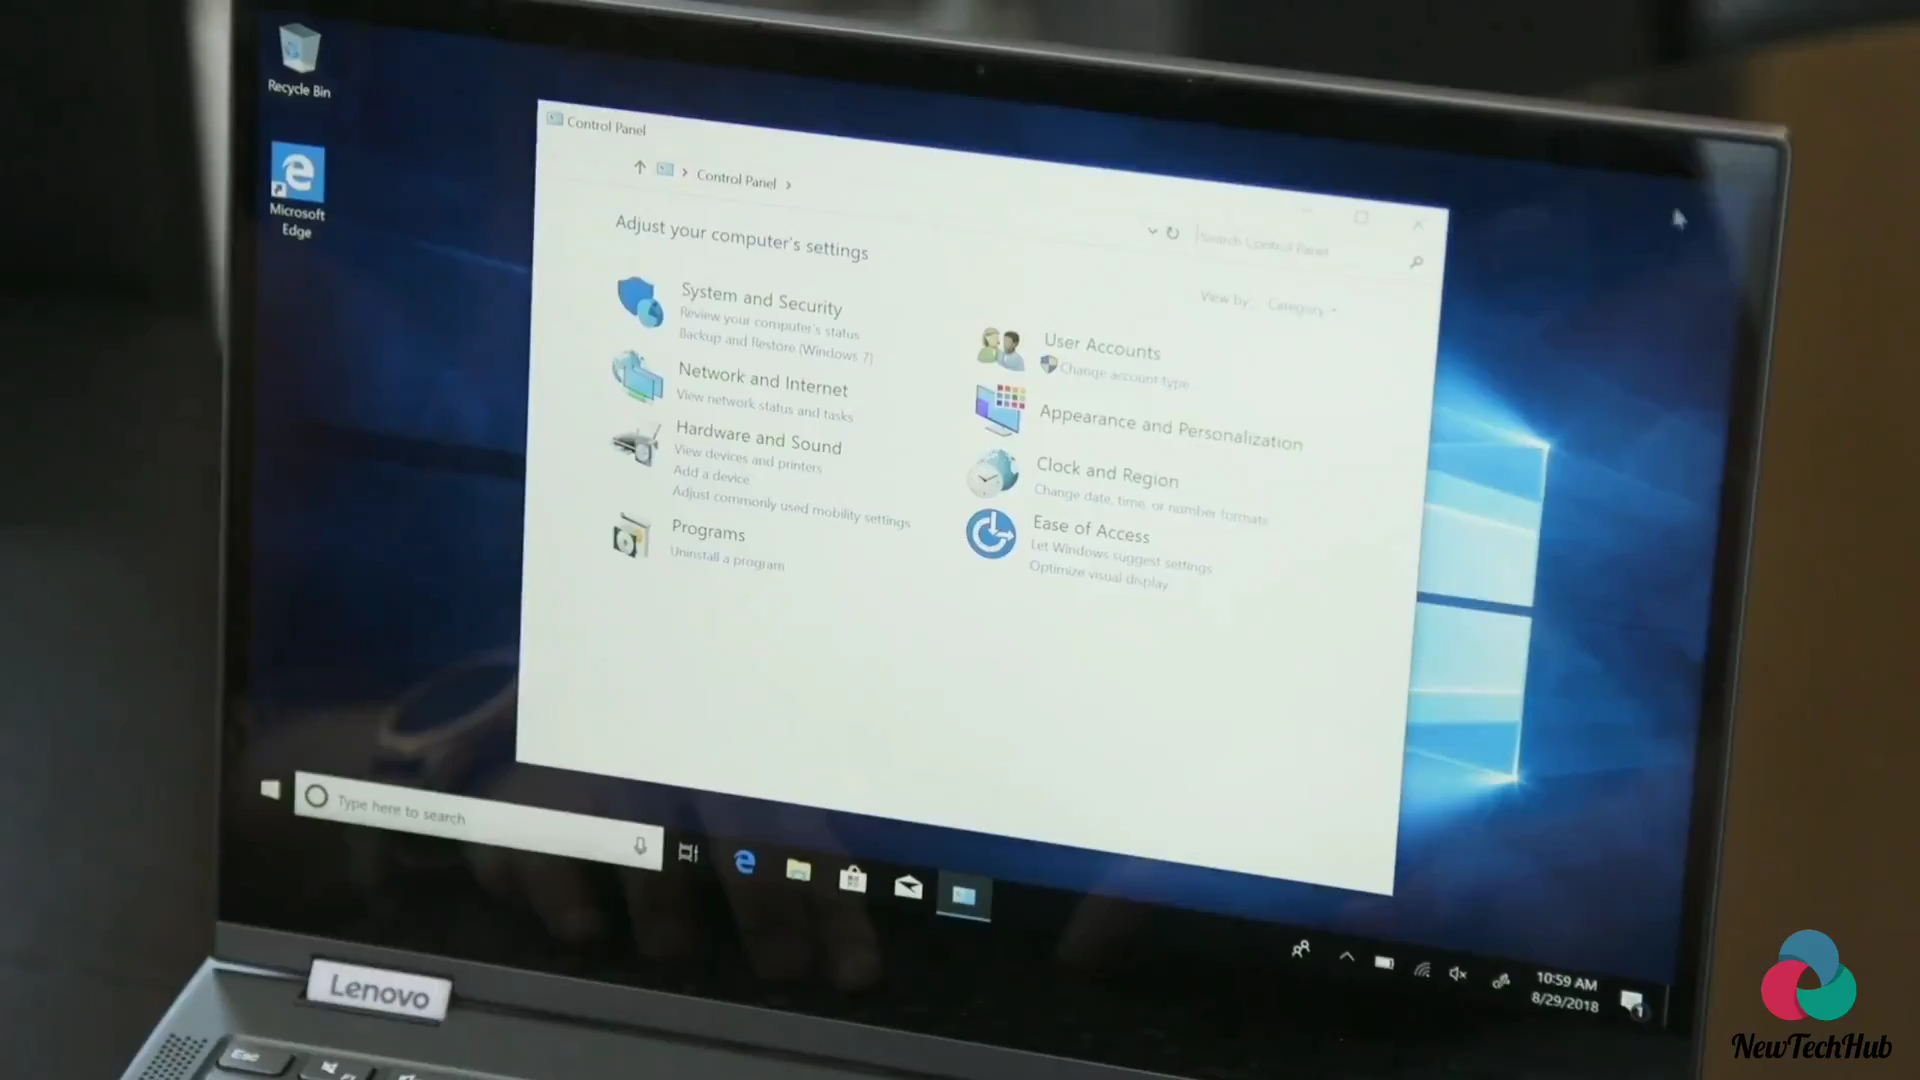 Recycle Bin
Microsoft
Edge
Control Panel
Control Panel
Search Control Panel
Adjust your computer's settings
View by: Category
System and Security
Review your computer's status
Backup and Restore (Windows 7)
Network and Internet
View network status and tasks
Hardware and Sound
View devices and printers
Add a device
Adjust commonly used mobility settings
Programs
Uninstall a program
User Accounts
Change account type
Appearance and Personalization
Clock and Region
Change date, time, or number formats
Ease of Access
Let Windows suggest settings
Optimize visual display
Type here to search
10:59 AM
8/29/2018
1
Lenovo
Esc
F1
NewTechHub